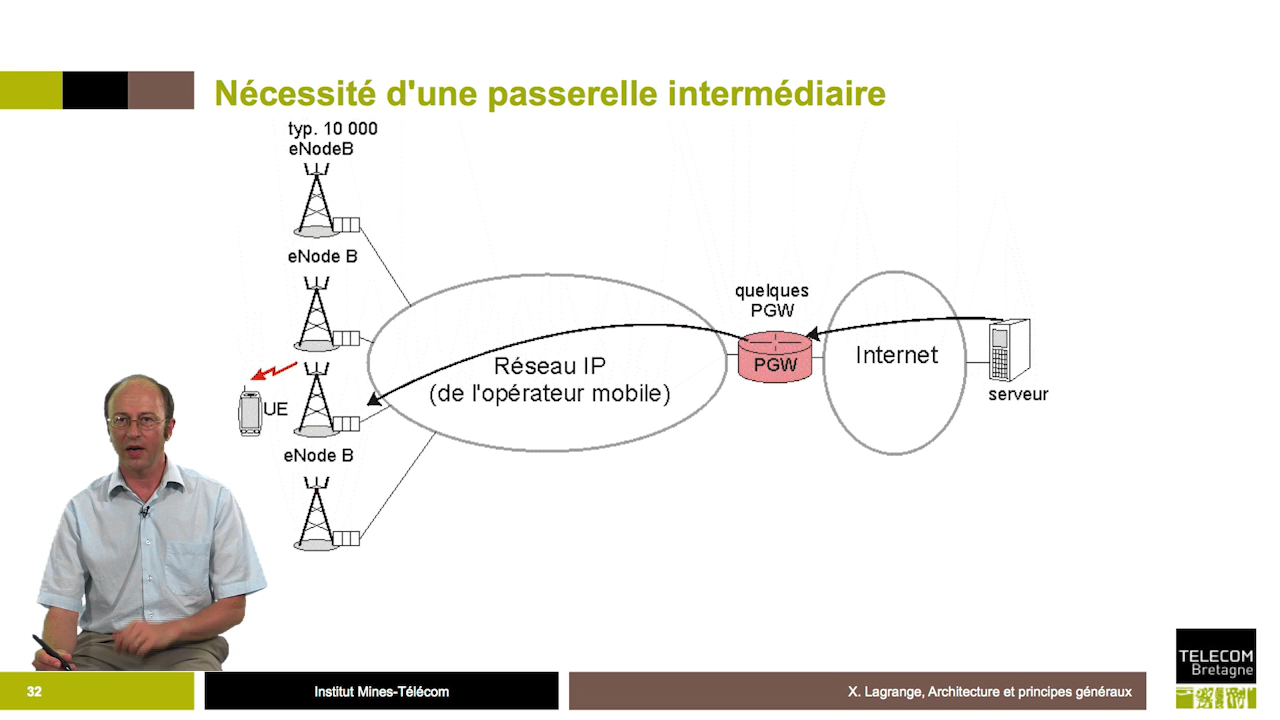 Nécessité d'une passerelle intermédiaire
typ. 10 000
eNodeB
eNode B
quelques
PGW
PGW
Réseau IP
(de l'opérateur mobile)
Internet
serveur
UE
eNode B
TELECOM
Bretagne
32
Institut Mines-Télécom
X. Lagrange, Architecture et principes généraux